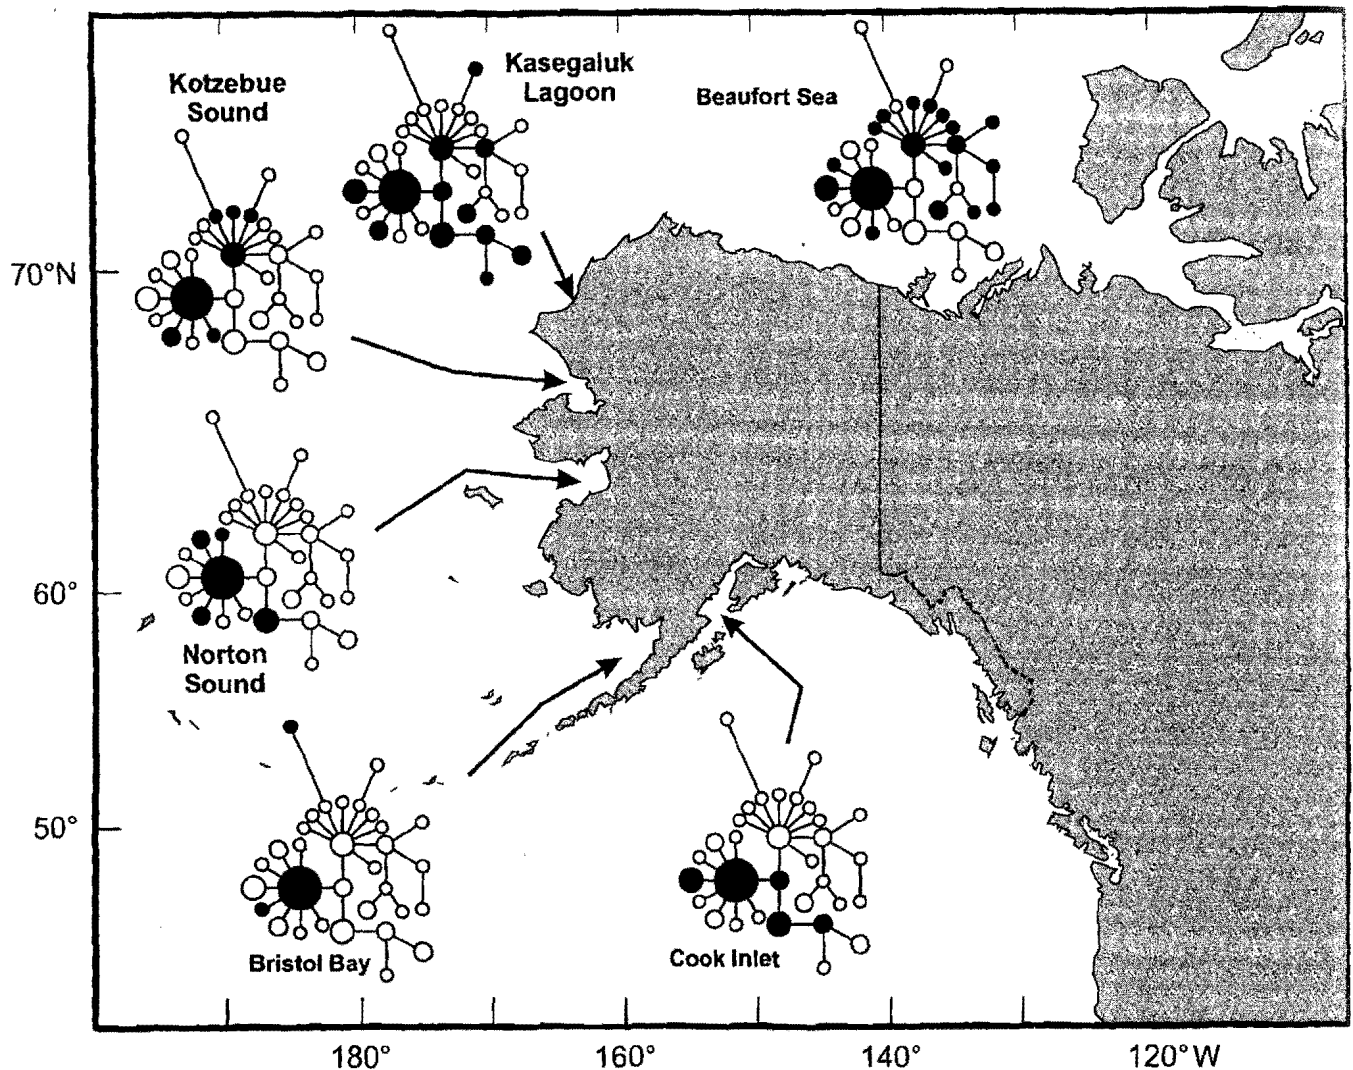 Kotzebue
Sound
Kasegaluk
Lagoon
Beaufort Sea
70°N
60°
Norton
Sound
50°
Bristol Bay
Cook Inlet
180°
160°
140°
120°W